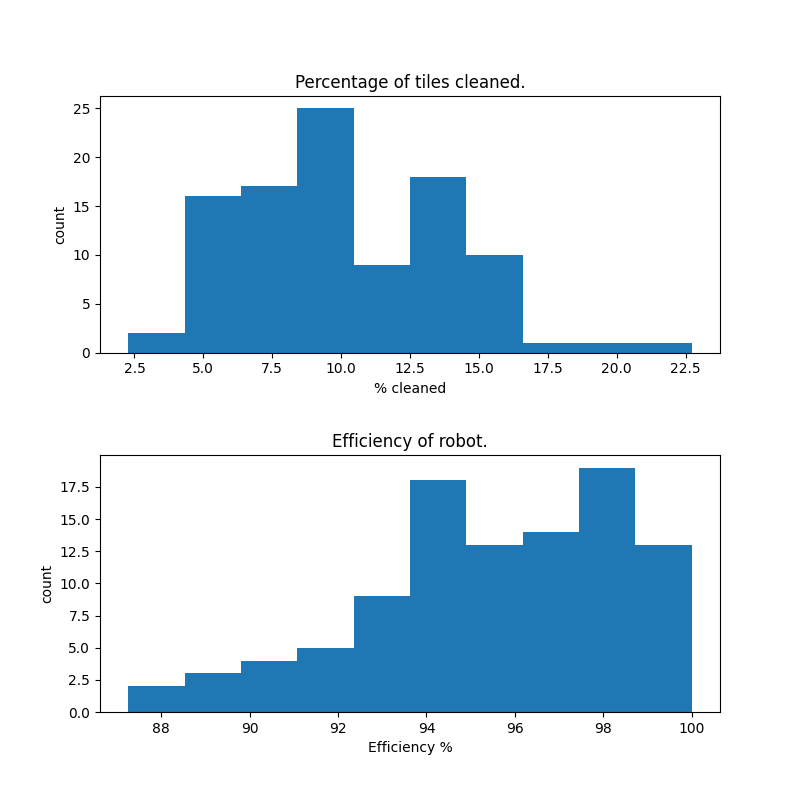 Percentage of tiles cleaned.
25
20
15
10
5
0
count
2.5 5.0 7.5 10.0 12.5 15.0 17.5 20.0 22.5
% cleaned
Efficiency of robot.
17.5
15.0
12.5
10.0
7.5
5.0
2.5
0.0
count
88 90 92 94 96 98 100
Efficiency %